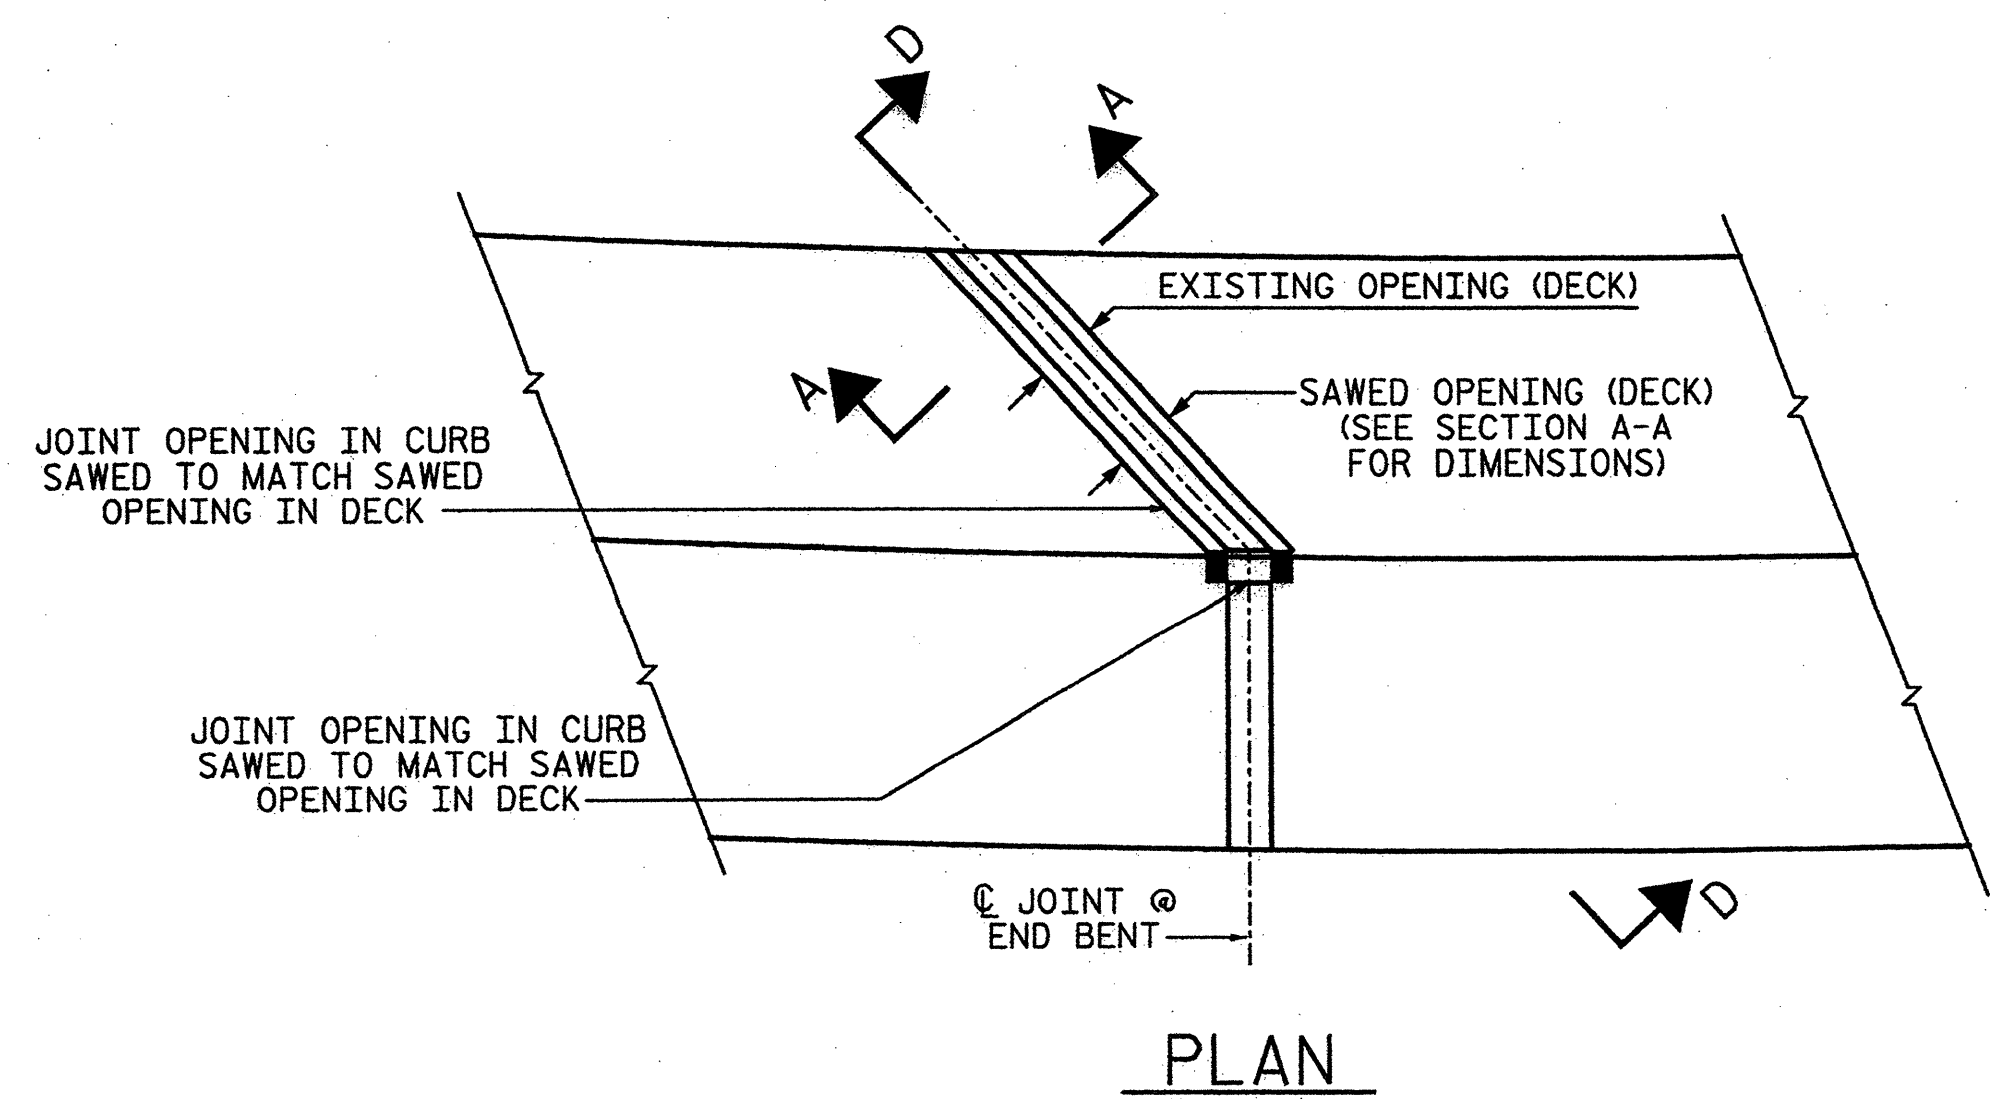 D
A
EXISTING OPENING (DECK)
A
SAWED OPENING (DECK)
(SEE SECTION A-A
FOR DIMENSIONS)
JOINT OPENING IN CURB
SAWED TO MATCH SAWED
OPENING IN DECK
JOINT OPENING IN CURB
SAWED TO MATCH SAWED
OPENING IN DECK
℄ JOINT @
END BENT
D
PLAN